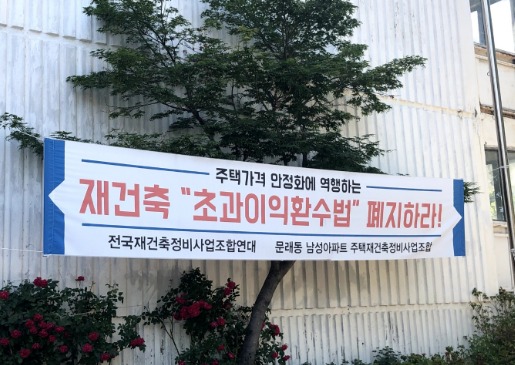 주택가격 안정화에 역행하는
재건축 "초과이익환수법" 폐지하라!
전국재건축정비사업조합연대 문래동 남성아파트 주택재건축정비사업조합